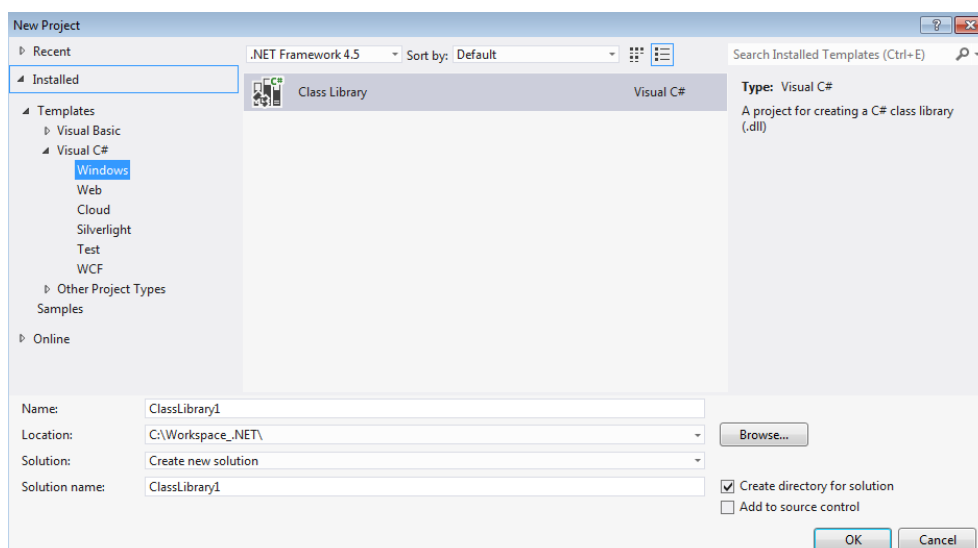 New Project
Recent
.NET Framework 4.5 Sort by: Default
Search Installed Templates (Ctrl+E)
Installed
Class Library Visual C#
Type: Visual C#
A project for creating a C# class library
(.dll)
Templates
Visual Basic
Visual C#
Windows
Web
Cloud
Silverlight
Test
WCF
Other Project Types
Samples
Online
Name: ClassLibrary1
Location: C:\Workspace_.NET\
Browse...
Solution: Create new solution
Solution name: ClassLibrary1
Create directory for solution
Add to source control
OK Cancel